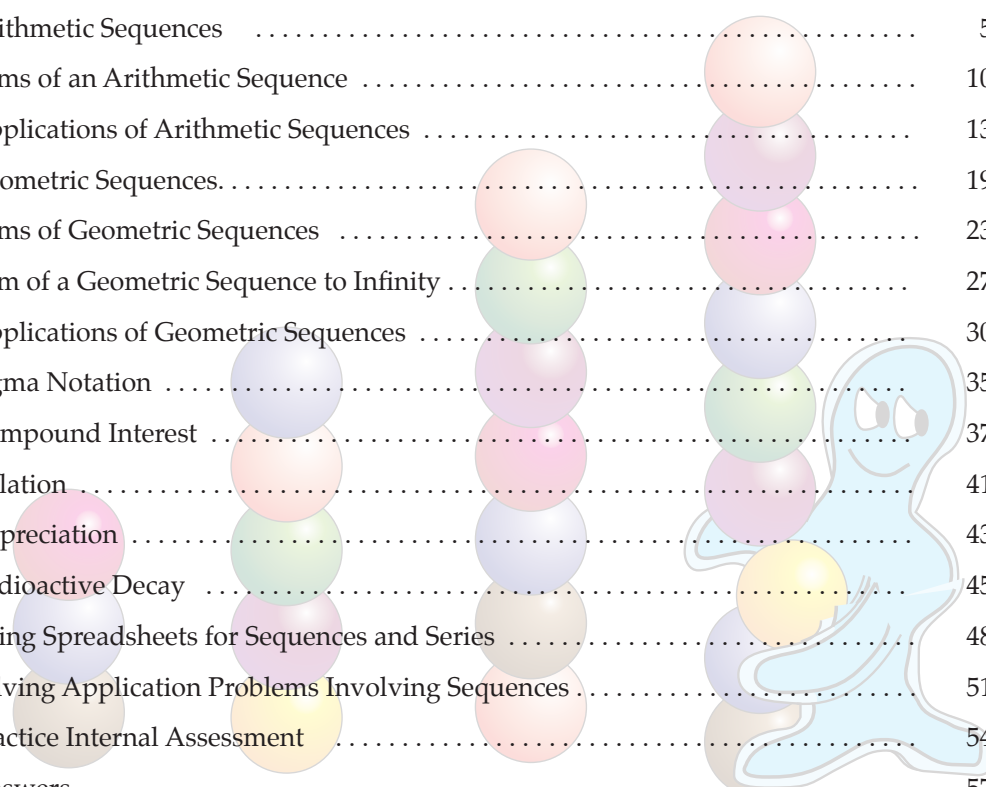 ithmetic Sequences ........................................ 5
ms of an Arithmetic Sequence ........................................ 10
plications of Arithmetic Sequences ........................................ 13
ometric Sequences. ........................................ 19
ms of Geometric Sequences ........................................ 23
m of a Geometric Sequence to Infinity ........................................ 27
plications of Geometric Sequences ........................................ 30
gma Notation ........................................ 35
mpound Interest ........................................ 37
lation ........................................ 41
preciation ........................................ 43
dioactive Decay ........................................ 45
ing Spreadsheets for Sequences and Series ........................................ 48
lving Application Problems Involving Sequences ........................................ 51
actice Internal Assessment ........................................ 54
swers ........................................ 57